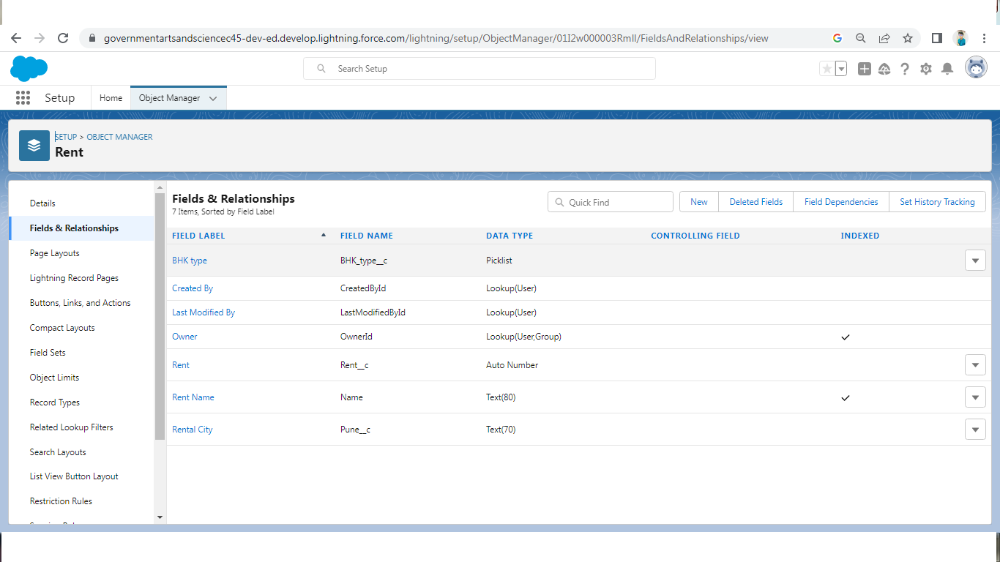 governmentartsandsciencec45-dev-ed.develop.lightning.force.com/lightning/setup/ObjectManager/01I2w000003Rmll/FieldsAndRelationships/view
Search Setup
Setup
Home
Object Manager
SETUP > OBJECT MANAGER
Rent
Details
Fields & Relationships
Page Layouts
Lightning Record Pages
Buttons, Links, and Actions
Compact Layouts
Field Sets
Object Limits
Record Types
Related Lookup Filters
Search Layouts
List View Button Layout
Restriction Rules
Fields & Relationships
7 Items, Sorted by Field Label
Quick Find
New
Deleted Fields
Field Dependencies
Set History Tracking
FIELD LABEL FIELD NAME DATA TYPE CONTROLLING FIELD INDEXED
BHK type BHK_type__c Picklist
Created By CreatedById Lookup(User)
Last Modified By LastModifiedById Lookup(User)
Owner OwnerId Lookup(User,Group)
Rent Rent__c Auto Number
Rent Name Name Text(80)
Rental City Pune__c Text(70)